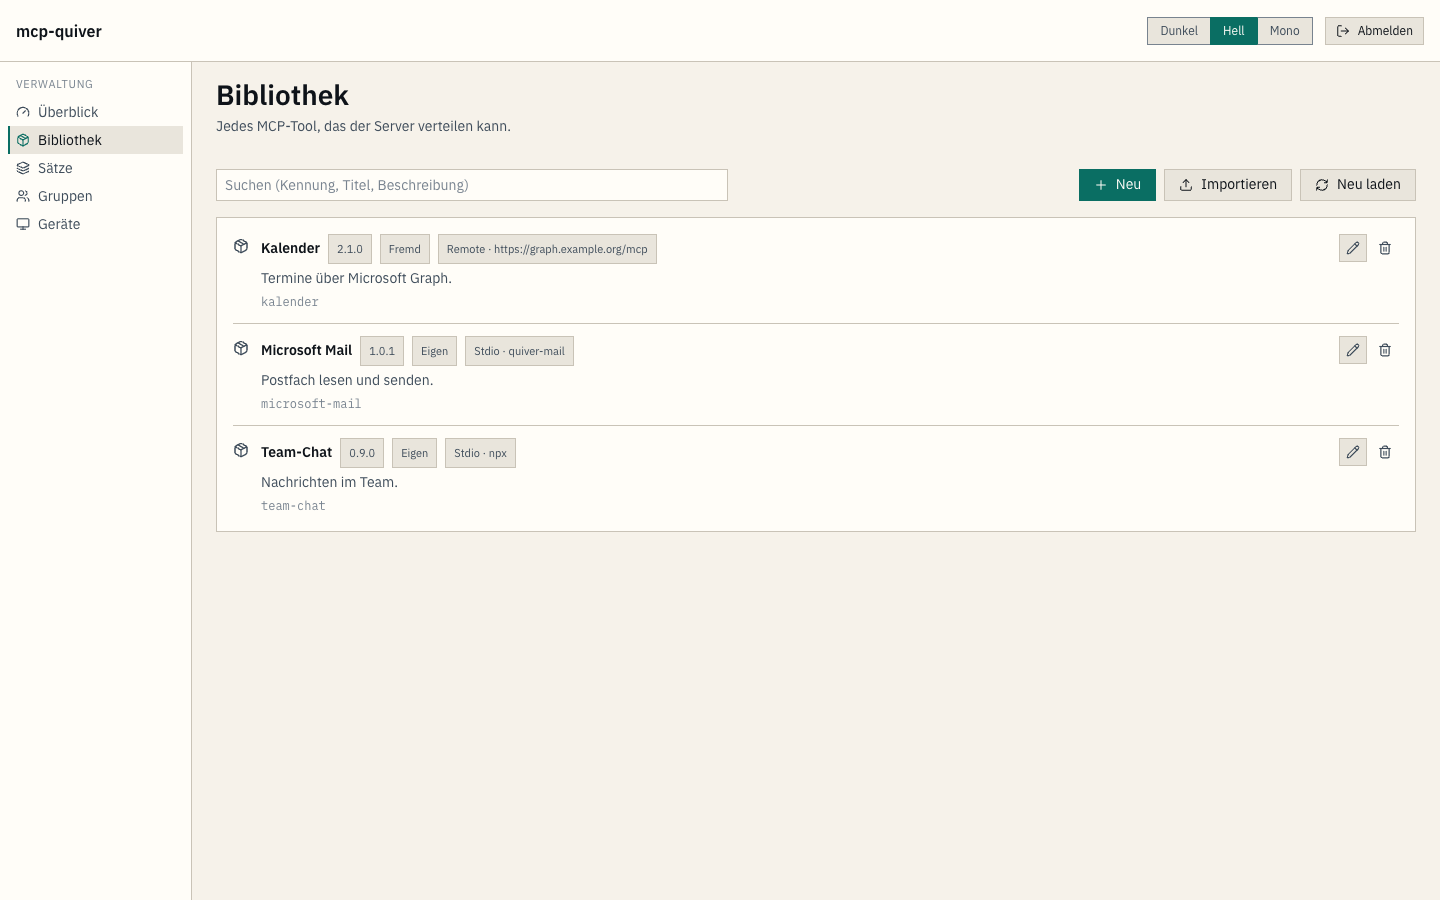 mcp-quiver
Dunkel Hell Mono Abmelden
VERWALTUNG
Überblick
Bibliothek
Sätze
Gruppen
Geräte
Bibliothek
Jedes MCP-Tool, das der Server verteilen kann.
Suchen (Kennung, Titel, Beschreibung)
Neu Importieren Neu laden
Kalender 2.1.0 Fremd Remote · https://graph.example.org/mcp
Termine über Microsoft Graph.
kalender
Microsoft Mail 1.0.1 Eigen Stdio · quiver-mail
Postfach lesen und senden.
microsoft-mail
Team-Chat 0.9.0 Eigen Stdio · npx
Nachrichten im Team.
team-chat